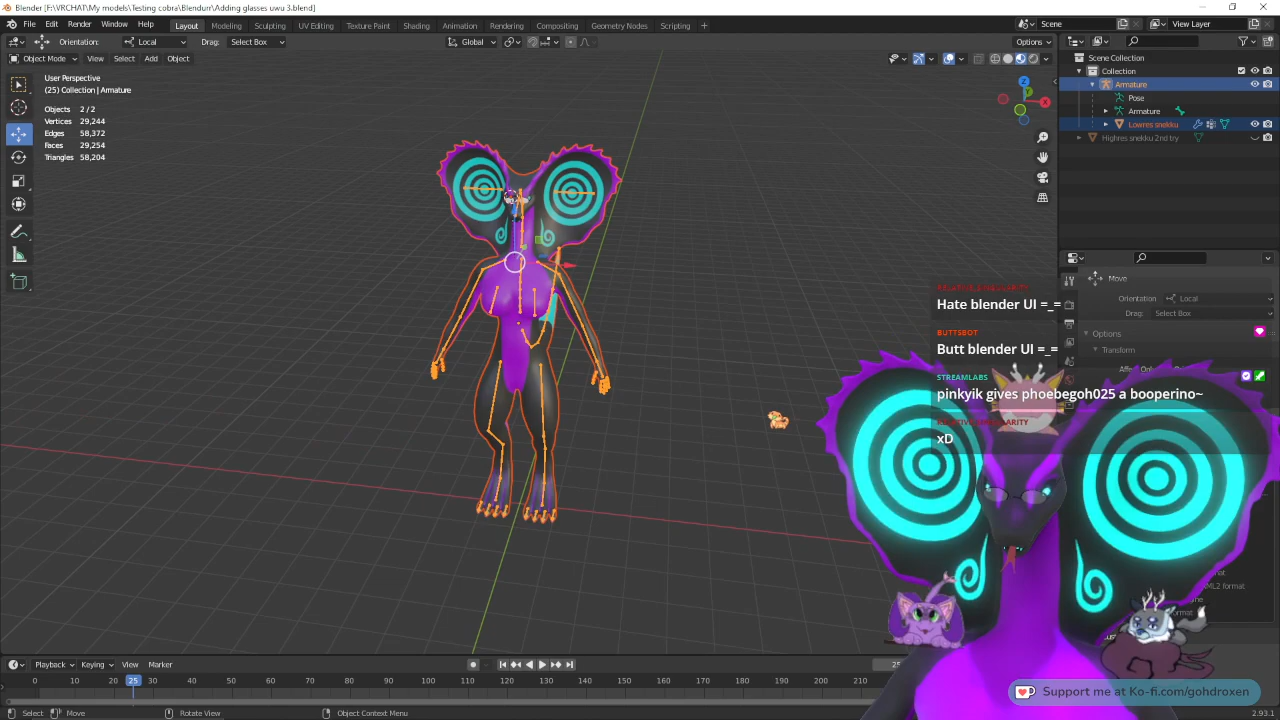 Blender [F:\VRCHAT\My models\Testing cobra\Blendur\Adding glasses uwu 3.blend]
File Edit Render Window Help Layout Modeling Sculpting UV Editing Texture Paint Shading Animation Rendering Compositing Geometry Nodes Scripting + Scene View Layer
Orientation: Local Drag: Select Box Global Options
Object Mode View Select Add Object
User Perspective
(25) Collection | Armature
Objects 2 / 2
Vertices 29,244
Edges 58,372
Faces 29,254
Triangles 58,204
X
Z
Scene Collection
Collection
Armature
Pose
Armature
Lowres snekku
Highres snekku 2nd try
Move
Orientation Local
Drag: Select Box
Options
Transform
RELATIVE SINGULARITY
Hate blender UI =_=
BUTTSBOT
Butt blender UI =_=
STREAMLABS
pinkyik gives phoebegoh025 a booperino~
xD
Support me at Ko-fi.com/gohdroxen
Playback Keying View Marker 25
0 10 20 25 30 40 50 60 70 80 90 100 110 120 130 140 150 160 170 180 190 200 210
Select Move Rotate View Object Context Menu 2.93.1